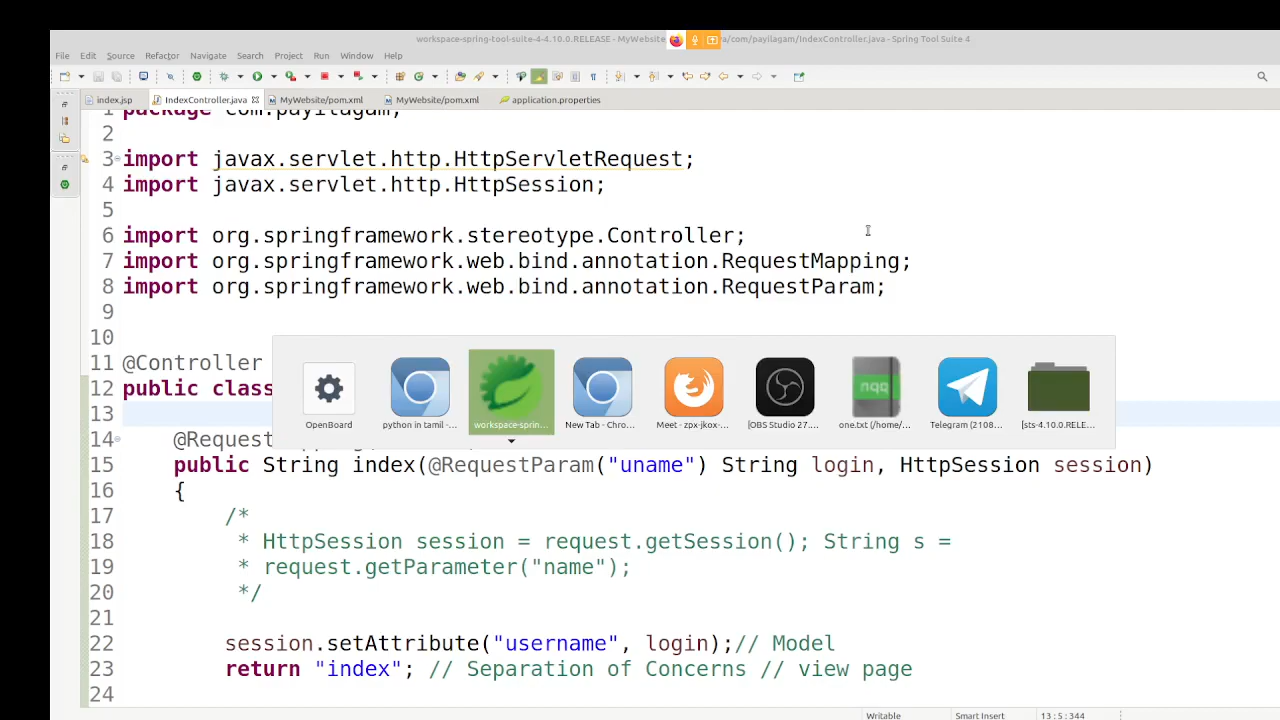 workspace-spring-tool-suite-4-4.10.0.RELEASE - MyWebsite a/com/payilagam/IndexController.java - Spring Tool Suite 4
File Edit Source Refactor Navigate Search Project Run Window Help
index.jsp IndexController.java MyWebsite/pom.xml MyWebsite/pom.xml application.properties
1 package com.payilagam;
2
3 import javax.servlet.http.HttpServletRequest;
4 import javax.servlet.http.HttpSession;
5
6 import org.springframework.stereotype.Controller;
7 import org.springframework.web.bind.annotation.RequestMapping;
8 import org.springframework.web.bind.annotation.RequestParam;
9
10
11 @Controller
12 public class
13
OpenBoard python in tamil -... workspace-sprin... New Tab - Chro... Meet - zpx-jkox-... [OBS Studio 27.... one.txt (/home/... Telegram (2108... [sts-4.10.0.RELE...
nqq
14 @Request
15 public String index(@RequestParam("uname") String login, HttpSession session)
16 {
17 /*
18 * HttpSession session = request.getSession(); String s =
19 * request.getParameter("name");
20 */
21
22 session.setAttribute("username", login);// Model
23 return "index"; // Separation of Concerns // view page
24
Writable Smart Insert 13 : 5 : 344